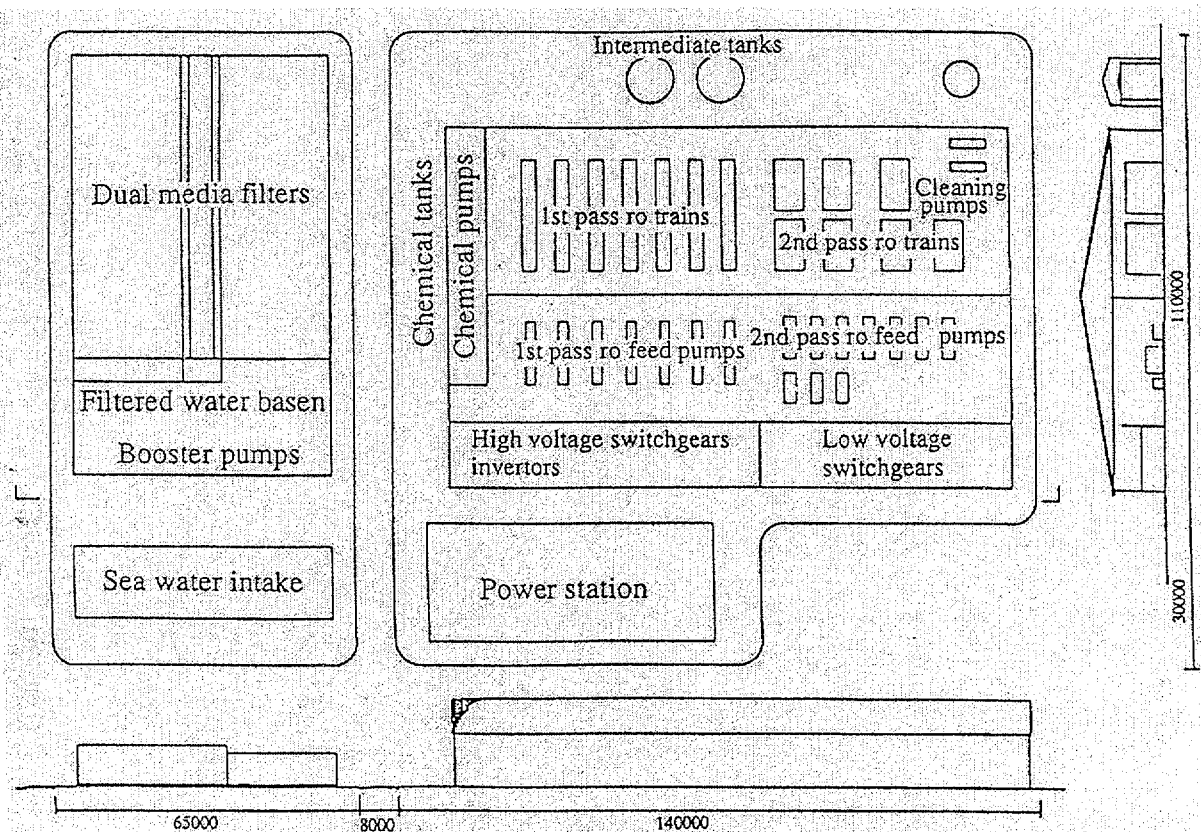 Intermediate tanks
Dual media filters
Chemical tanks
Chemical pumps
1st pass ro trains
Cleaning
pumps
2nd pass ro trains
1st pass ro feed pumps
2nd pass ro feed pumps
Filtered water basen
Booster pumps
High voltage switchgears
invertors
Low voltage
switchgears
Sea water intake
Power station
110000
30000
65000
8000
140000